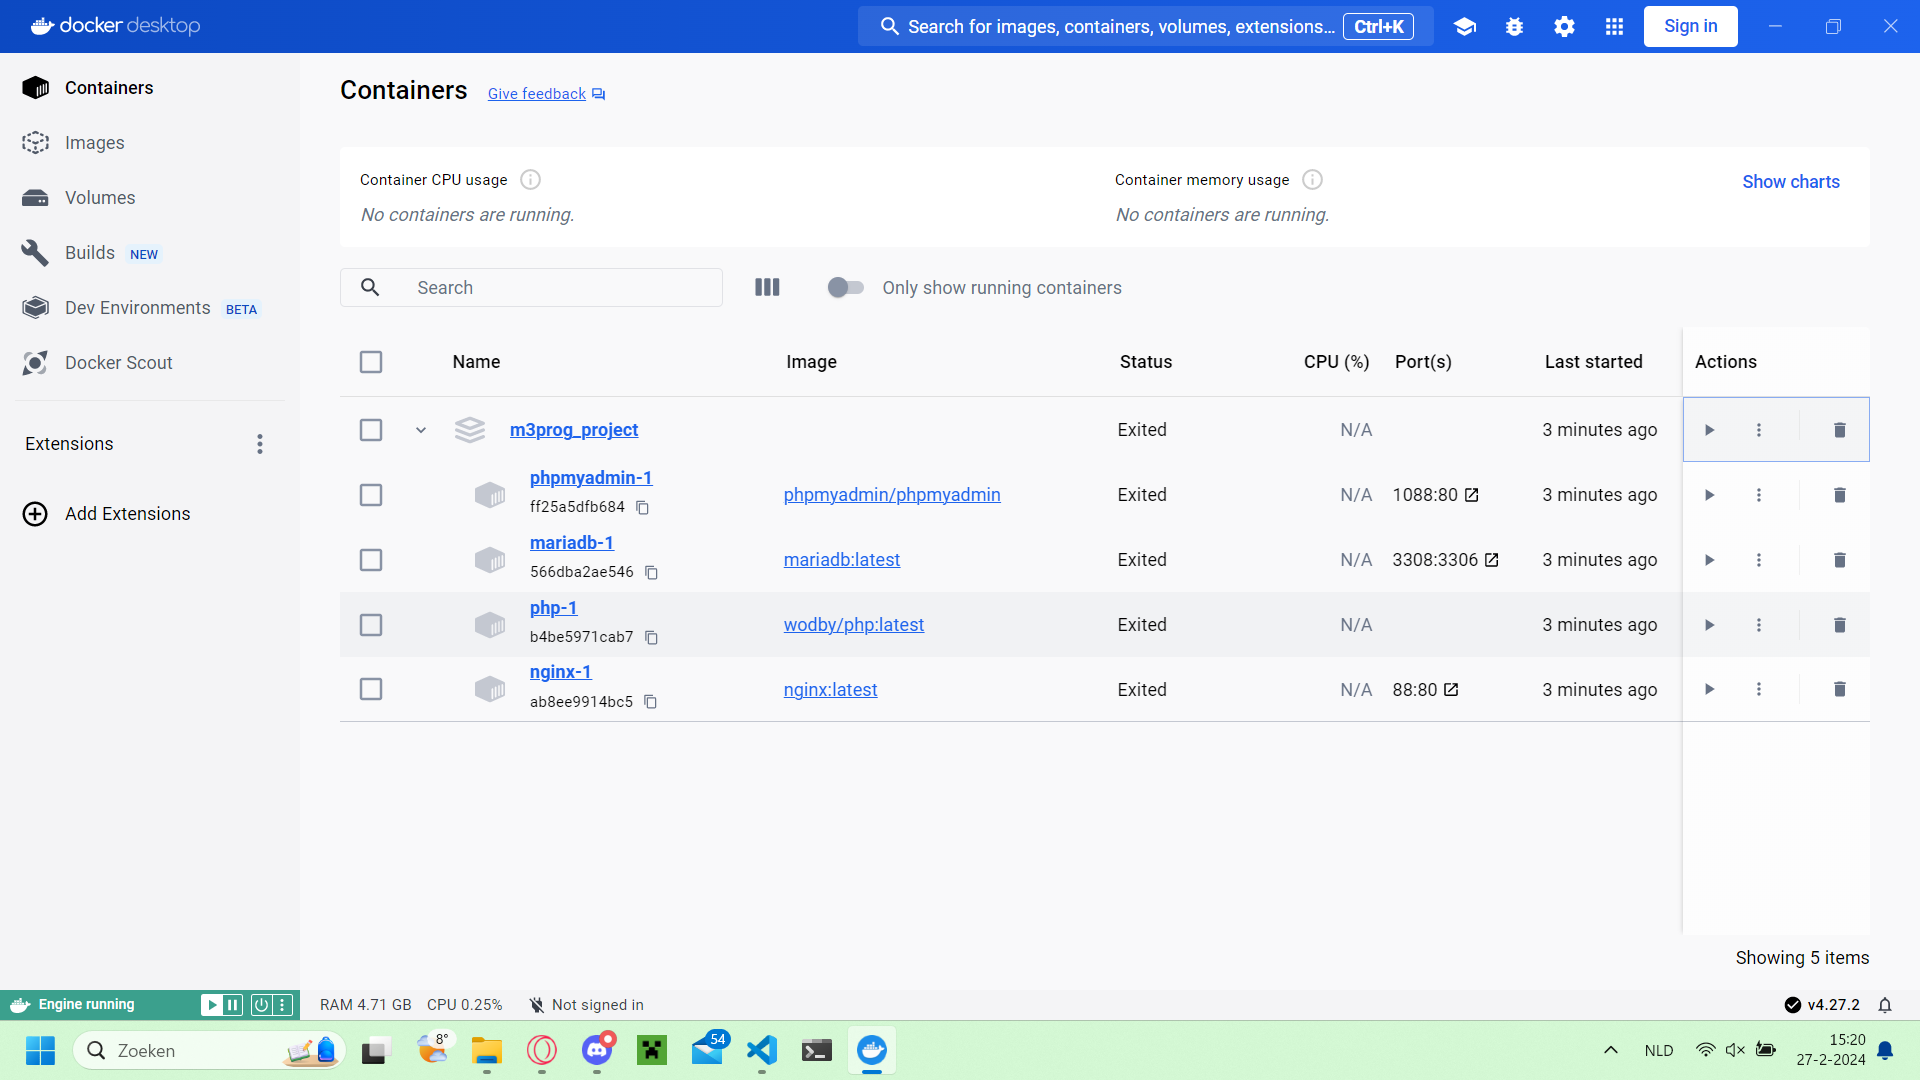 docker desktop
Search for images, containers, volumes, extensions... Ctrl+K
Sign in
Containers
Images
Volumes
Builds NEW
Dev Environments BETA
Docker Scout
Extensions
Add Extensions
Containers Give feedback
Container CPU usage
No containers are running.
Container memory usage
No containers are running.
Show charts
Search
Only show running containers
Name Image Status CPU (%) Port(s) Last started Actions
m3prog_project Exited N/A 3 minutes ago
phpmyadmin-1
ff25a5dfb684
phpmyadmin/phpmyadmin Exited N/A 1088:80 3 minutes ago
mariadb-1
566dba2ae546
mariadb:latest Exited N/A 3308:3306 3 minutes ago
php-1
b4be5971cab7
wodby/php:latest Exited N/A 3 minutes ago
nginx-1
ab8ee9914bc5
nginx:latest Exited N/A 88:80 3 minutes ago
Showing 5 items
Engine running
RAM 4.71 GB CPU 0.25% Not signed in
v4.27.2
Zoeken
8°
54
NLD
15:20
27-2-2024